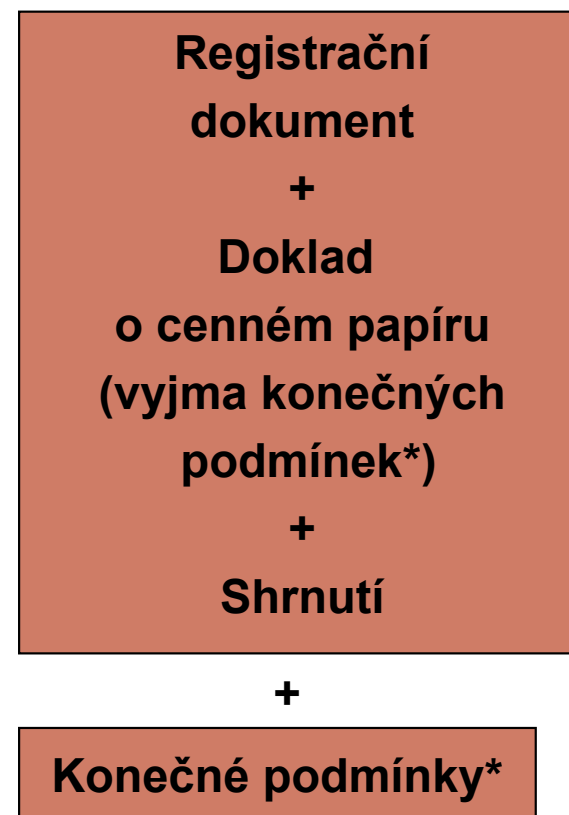 Registrační
dokument
+
Doklad
o cenném papíru
(vyjma konečných
podmínek*)
+
Shrnutí
+
Konečné podmínky*